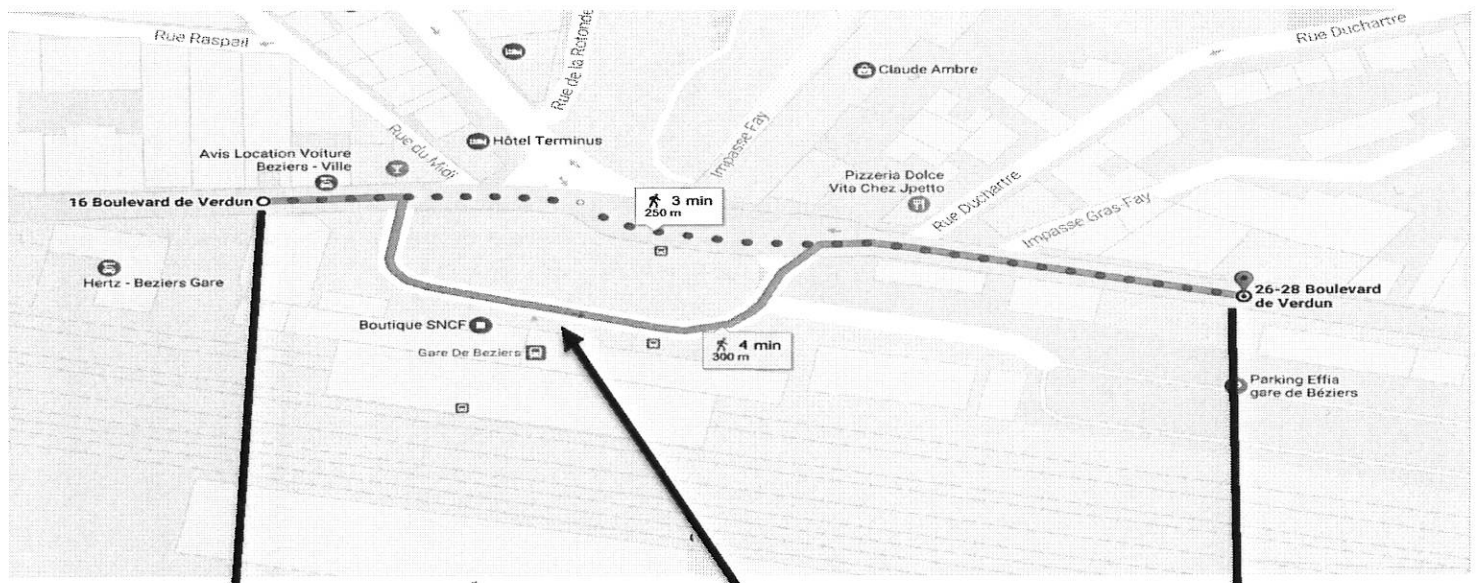 Rue Raspail
Rue de la Rotonde
Rue Duchartre
Claude Ambre
Impasse Fay
Rue du Midi
Hôtel Terminus
Avis Location Voiture
Beziers - Ville
Pizzeria Dolce
Vita Chez Jpetto
Rue Duchartre
3 min
250 m
16 Boulevard de Verdun
Impasse Gras-Fay
Hertz - Beziers Gare
26-28 Boulevard
de Verdun
Boutique SNCF
Gare De Beziers
4 min
300 m
Parking Effia
gare de Béziers